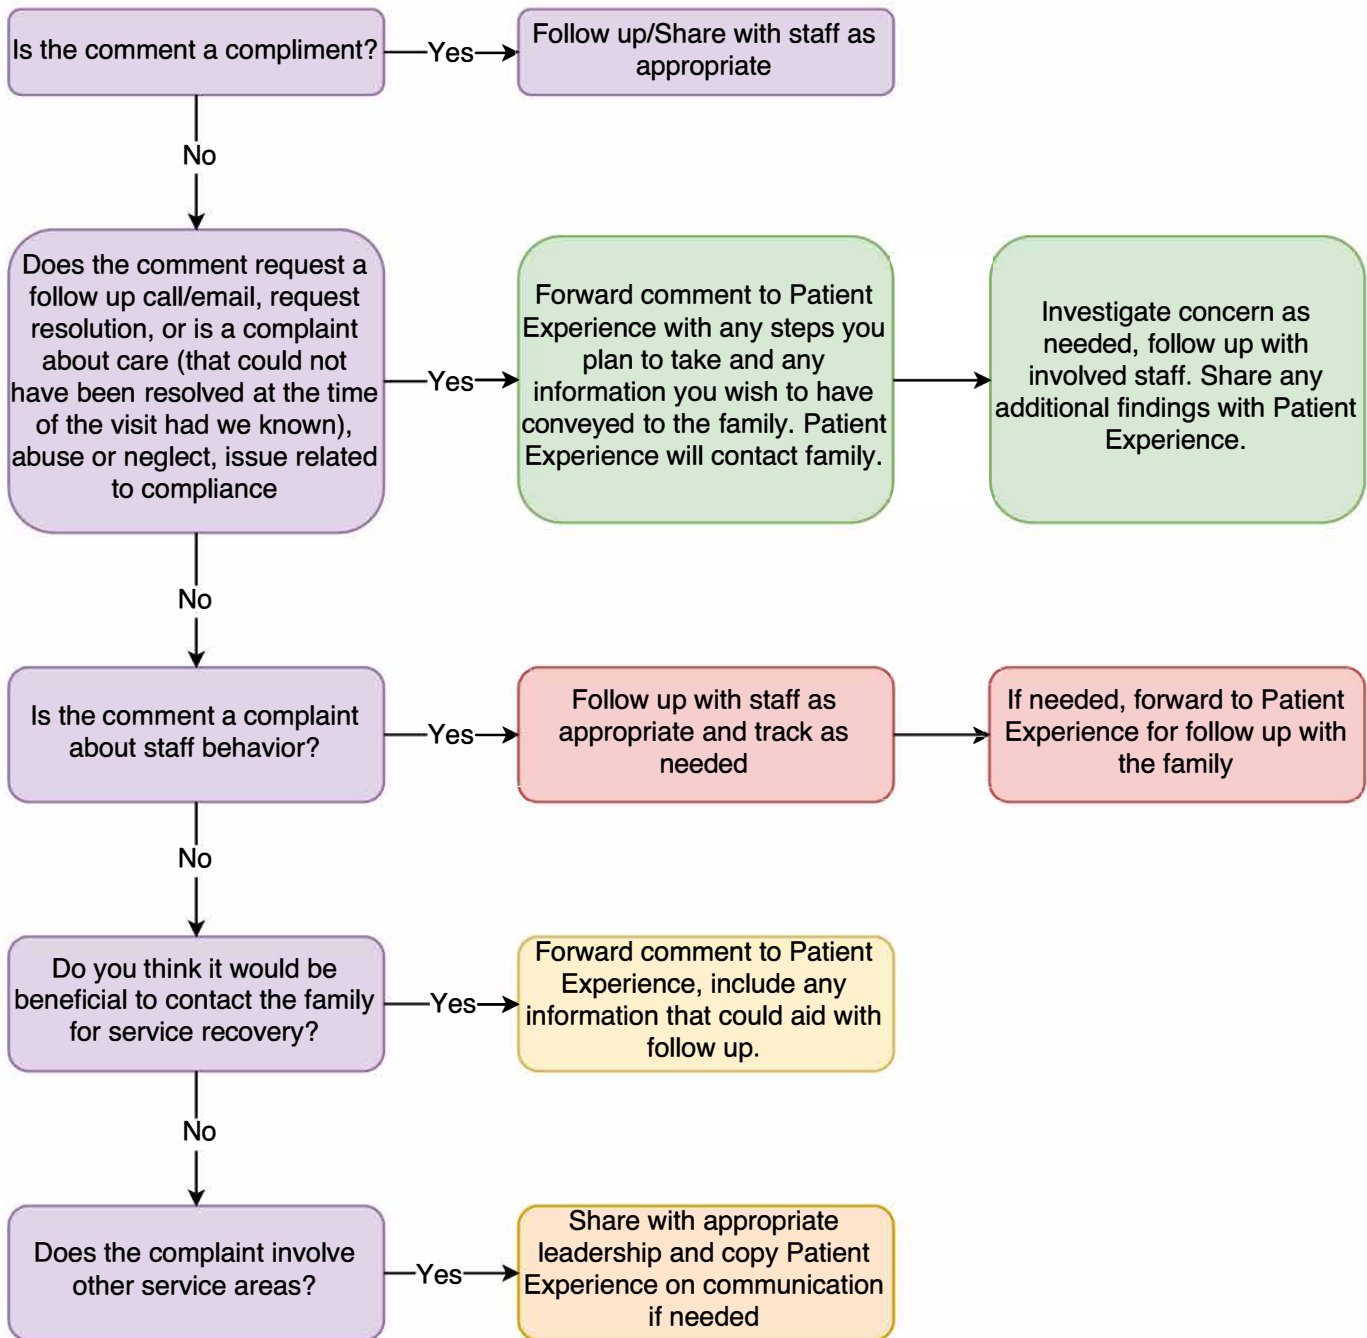 Is the comment a compliment?
Yes
Follow up/Share with staff as
appropriate
No
Does the comment request a
follow up call/email, request
resolution, or is a complaint
about care (that could not
have been resolved at the time
of the visit had we known),
abuse or neglect, issue related
to compliance
Yes
Forward comment to Patient
Experience with any steps you
plan to take and any
information you wish to have
conveyed to the family. Patient
Experience will contact family.
Investigate concern as
needed, follow up with
involved staff. Share any
additional findings with Patient
Experience.
No
Is the comment a complaint
about staff behavior?
Yes
Follow up with staff as
appropriate and track as
needed
If needed, forward to Patient
Experience for follow up with
the family
No
Do you think it would be
beneficial to contact the family
for service recovery?
Yes
Forward comment to Patient
Experience, include any
information that could aid with
follow up.
No
Does the complaint involve
other service areas?
Yes
Share with appropriate
leadership and copy Patient
Experience on communication
if needed